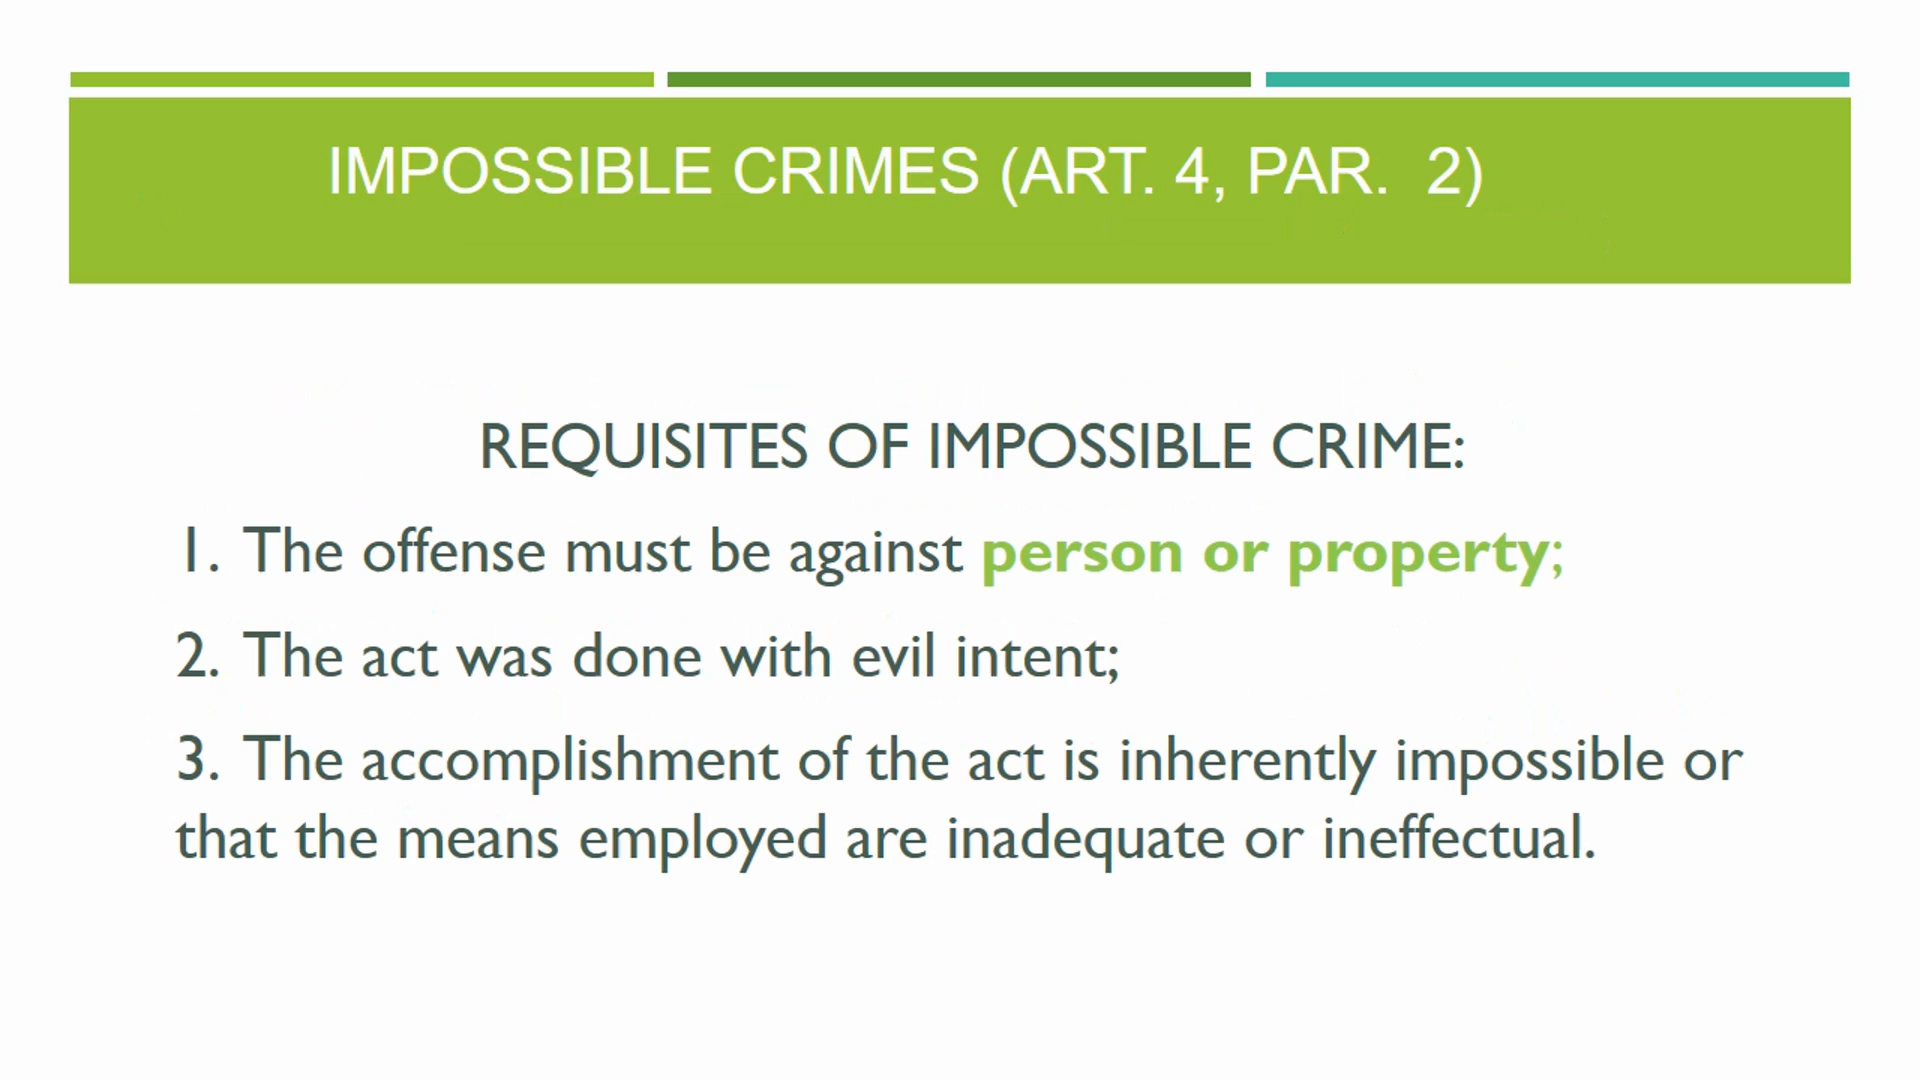 IMPOSSIBLE CRIMES (ART. 4, PAR.  2)
REQUISITES OF IMPOSSIBLE CRIME:
1. The offense must be against person or property;
2. The act was done with evil intent;
3. The accomplishment of the act is inherently impossible or
that the means employed are inadequate or ineffectual.